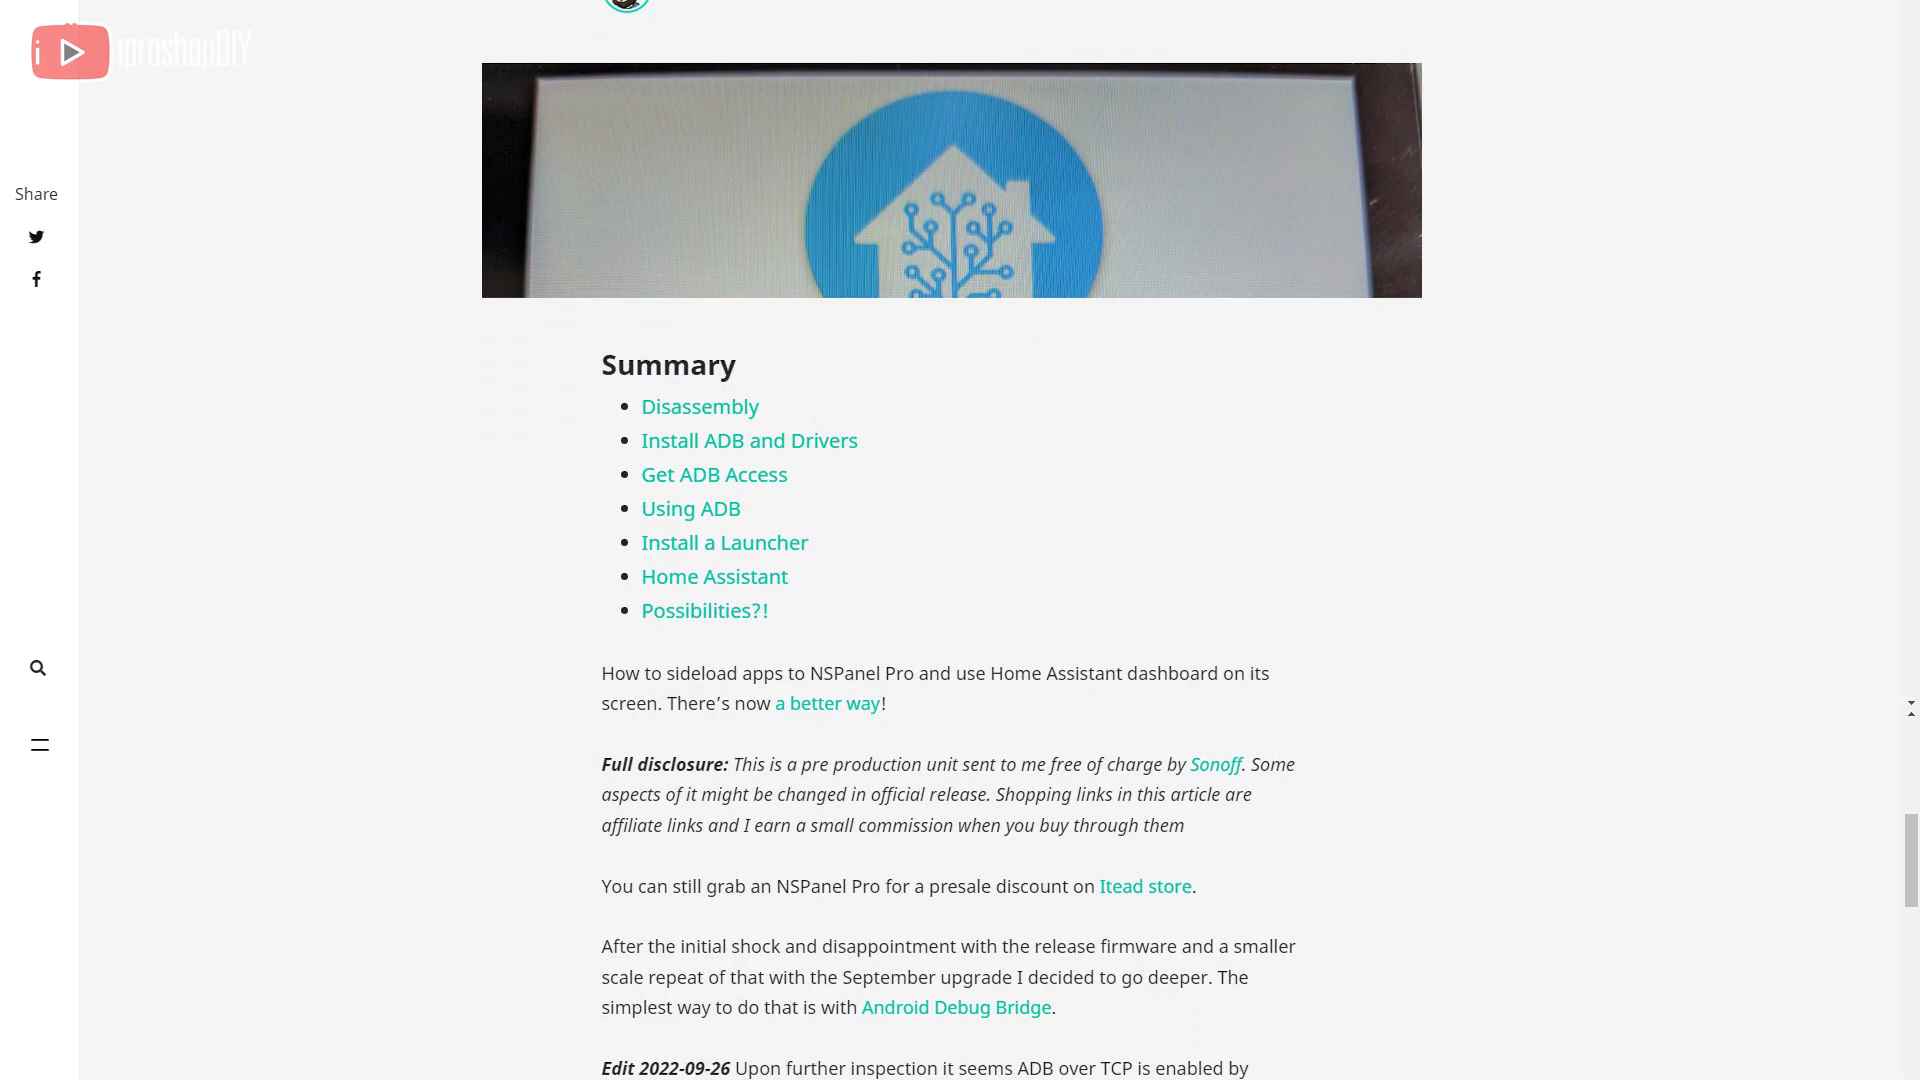 i iproshopDIY
Share
Summary
Disassembly
Install ADB and Drivers
Get ADB Access
Using ADB
Install a Launcher
Home Assistant
Possibilities?!
How to sideload apps to NSPanel Pro and use Home Assistant dashboard on its
screen. There’s now a better way!
Full disclosure: This is a pre production unit sent to me free of charge by Sonoff. Some
aspects of it might be changed in official release. Shopping links in this article are
affiliate links and I earn a small commission when you buy through them
You can still grab an NSPanel Pro for a presale discount on Itead store.
After the initial shock and disappointment with the release firmware and a smaller
scale repeat of that with the September upgrade I decided to go deeper. The
simplest way to do that is with Android Debug Bridge.
Edit 2022-09-26 Upon further inspection it seems ADB over TCP is enabled by